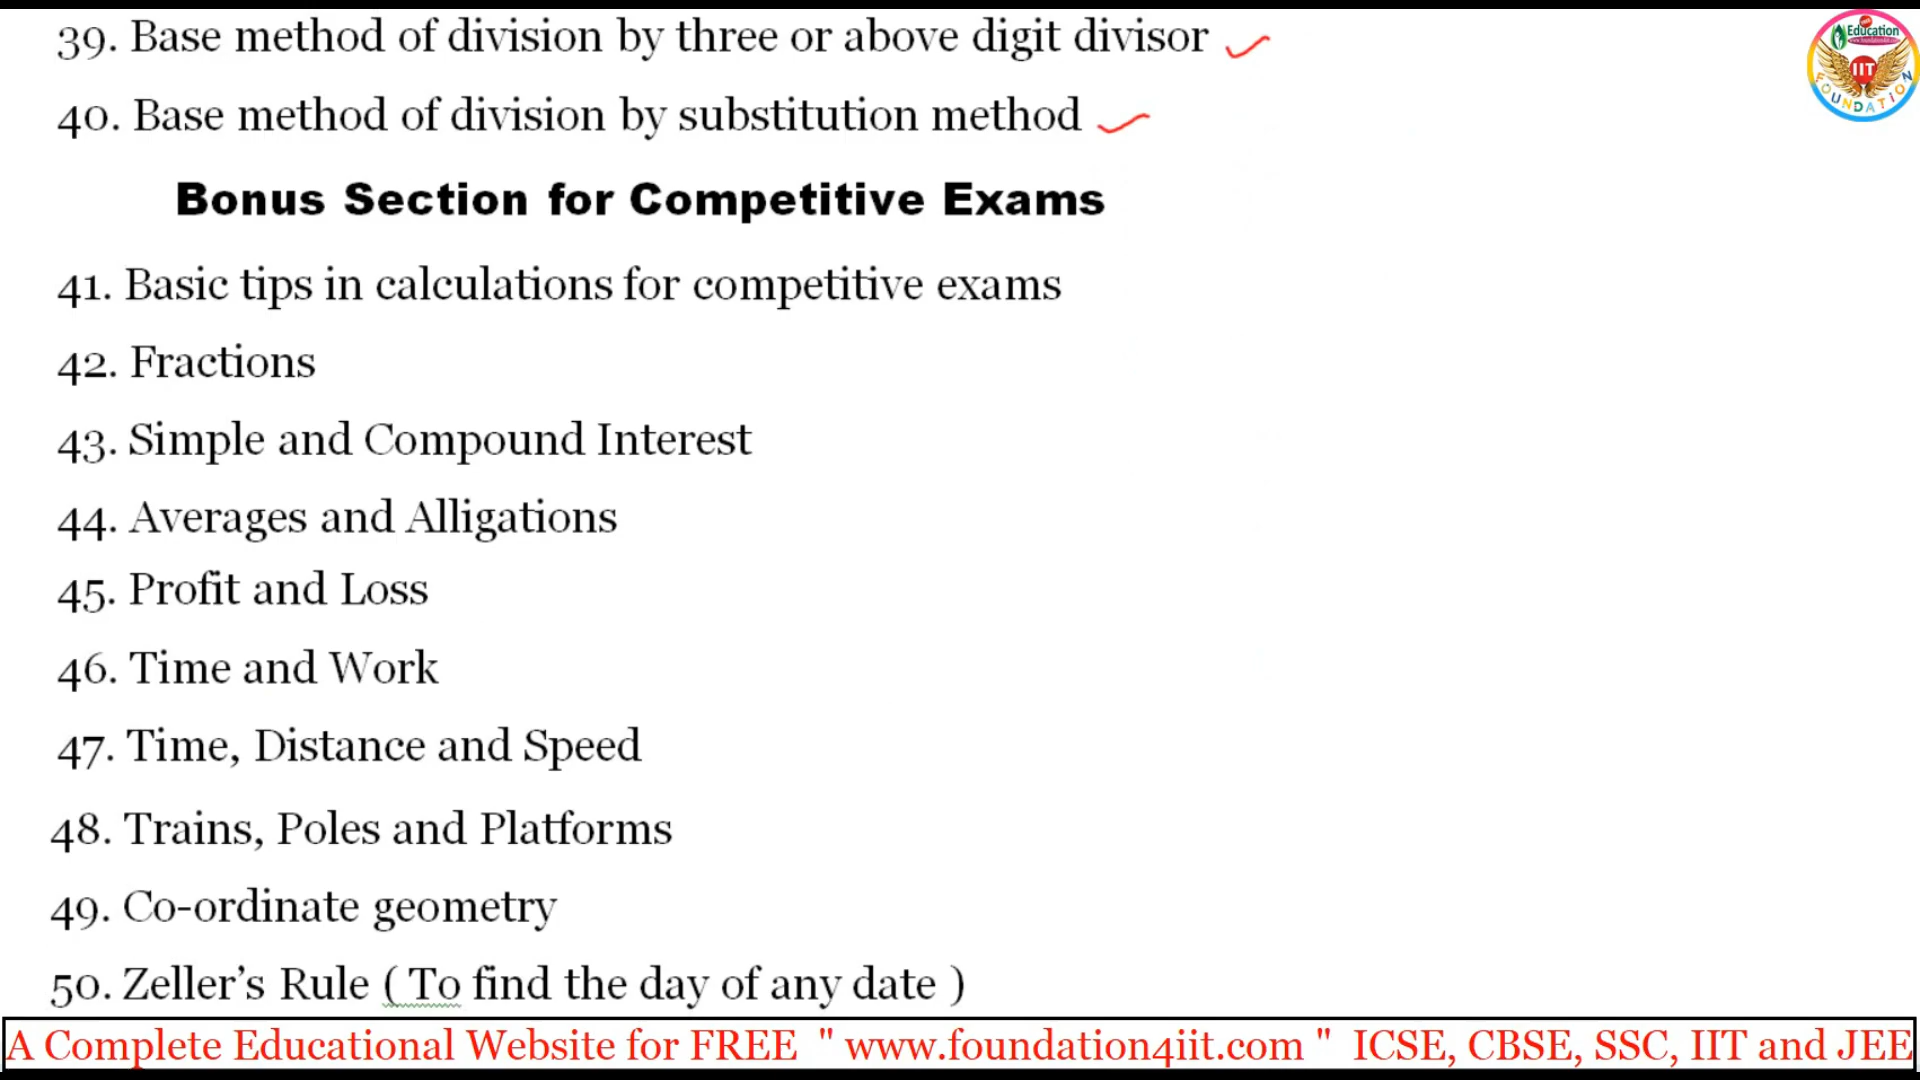 39. Base method of division by three or above digit divisor
40. Base method of division by substitution method
Bonus Section for Competitive Exams
41. Basic tips in calculations for competitive exams
42. Fractions
43. Simple and Compound Interest
44. Averages and Alligations
45. Profit and Loss
46. Time and Work
47. Time, Distance and Speed
48. Trains, Poles and Platforms
49. Co-ordinate geometry
50. Zeller's Rule ( To find the day of any date )
A Complete Educational Website for FREE " www.foundation4iit.com " ICSE, CBSE, SSC, IIT and JEE
Education
IIT
FOUNDATION